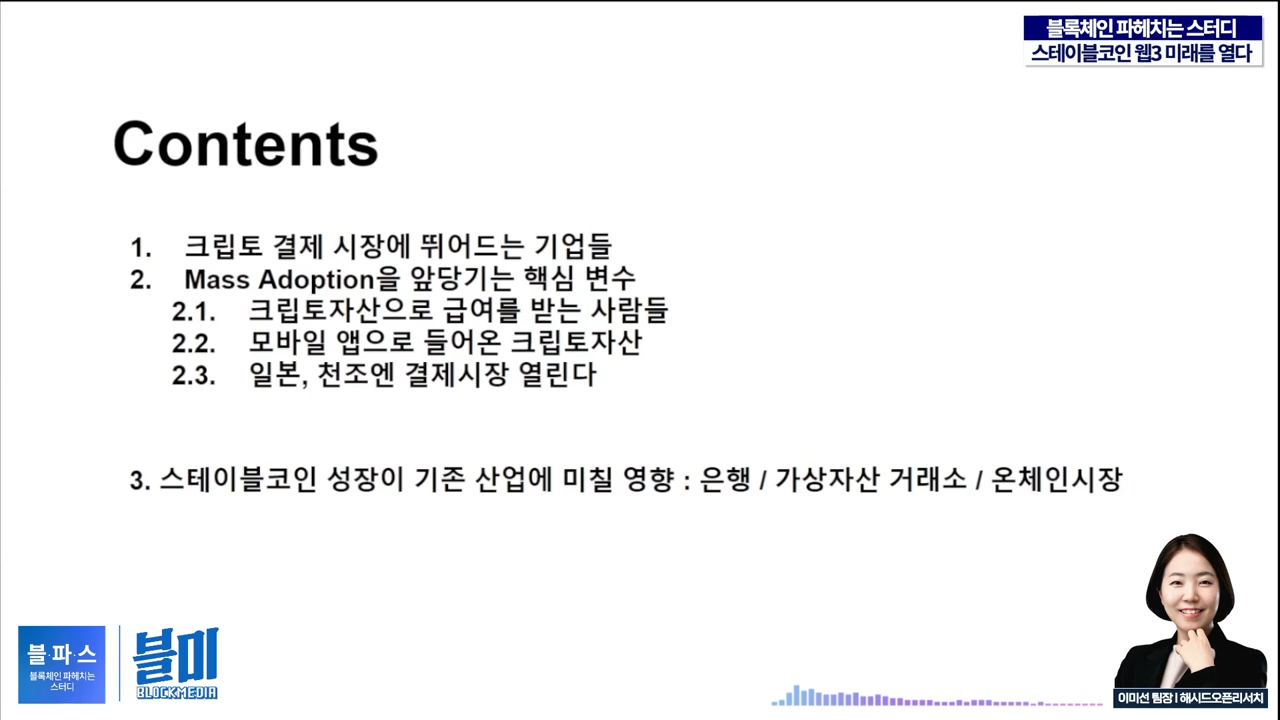 블록체인 파헤치는 스터디
스테이블코인 웹3 미래를 열다
Contents
1. 크립토 결제 시장에 뛰어드는 기업들
2. Mass Adoption을 앞당기는 핵심 변수
2.1. 크립토자산으로 급여를 받는 사람들
2.2. 모바일 앱으로 들어온 크립토자산
2.3. 일본, 천조엔 결제시장 열린다
3. 스테이블코인 성장이 기존 산업에 미칠 영향 : 은행 / 가상자산 거래소 / 온체인시장
블·파·스
블록체인 파헤치는
스터디
블미
BLOCKMEDIA
이미선 팀장 | 해시드오픈리서치